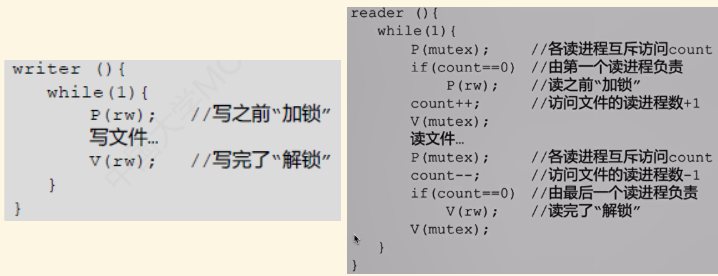 writer (){
while(1){
P(rw); //写之前“加锁”
写文件…
V(rw); //写完了“解锁”
}
}
reader (){
while(1){
P(mutex); //各读进程互斥访问count
if(count==0) //由第一个读进程负责
P(rw); //读之前“加锁”
count++; //访问文件的读进程数+1
V(mutex);
读文件…
P(mutex); //各读进程互斥访问count
count--; //访问文件的读进程数-1
if(count==0) //由最后一个读进程负责
V(rw); //读完了“解锁”
V(mutex);
}
}